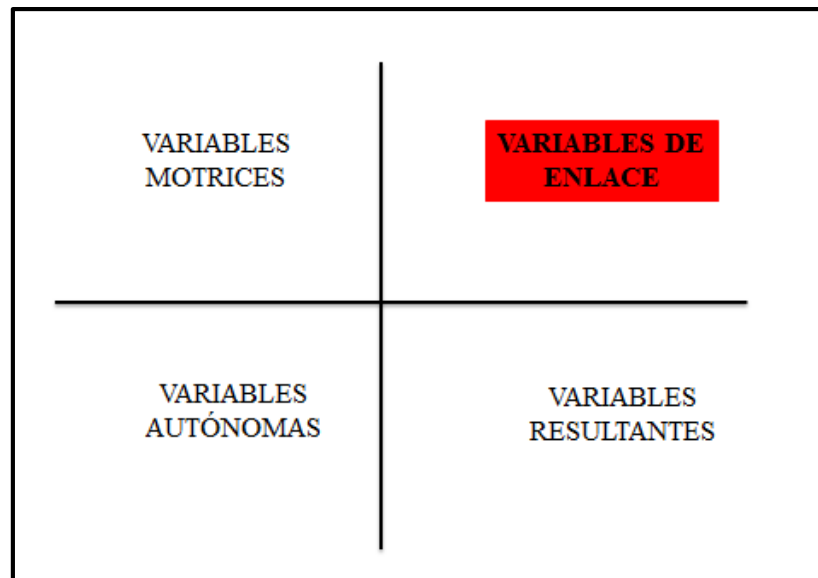 VARIABLES
MOTRICES
VARIABLES DE
ENLACE
VARIABLES
AUTÓNOMAS
VARIABLES
RESULTANTES